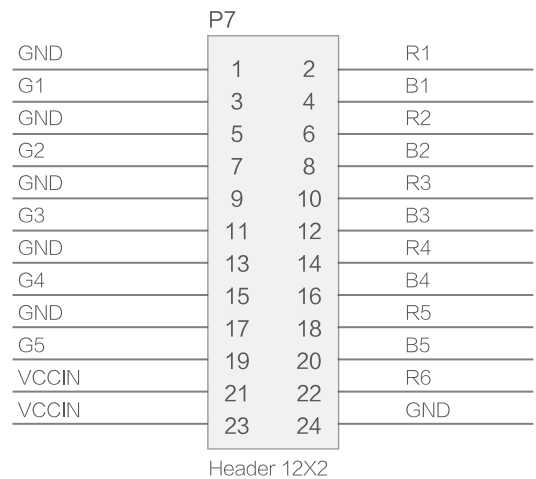 P7
GND 1 2 R1
G1 3 4 B1
GND 5 6 R2
G2 7 8 B2
GND 9 10 R3
G3 11 12 B3
GND 13 14 R4
G4 15 16 B4
GND 17 18 R5
G5 19 20 B5
VCCIN 21 22 R6
VCCIN 23 24 GND
Header 12X2